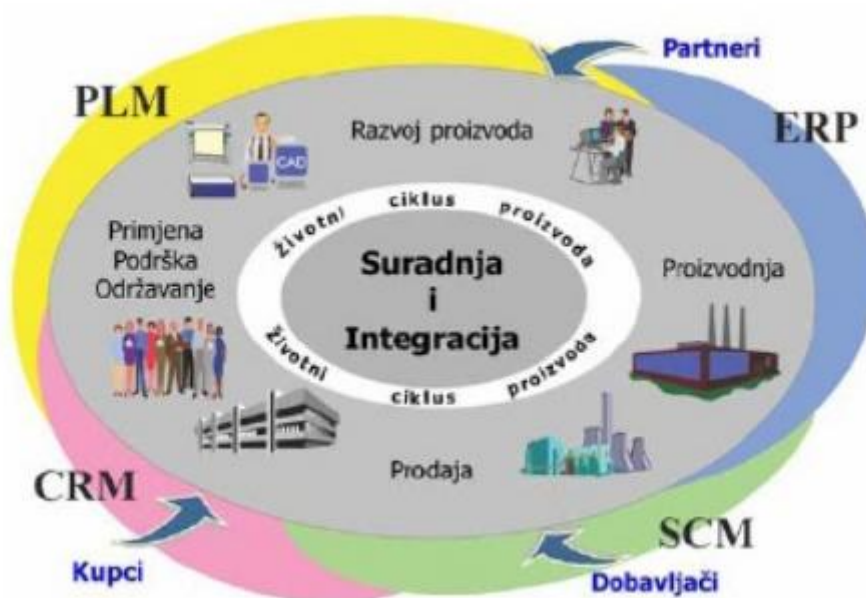 Partneri
PLM
ERP
Razvoj proizvoda
CAD
Primjena
Podrška
Održavanje
Životni ciklus proizvoda
Suradnja
i
Integracija
Životni ciklus proizvoda
Proizvodnja
Prodaja
CRM
SCM
Kupci
Dobavljači